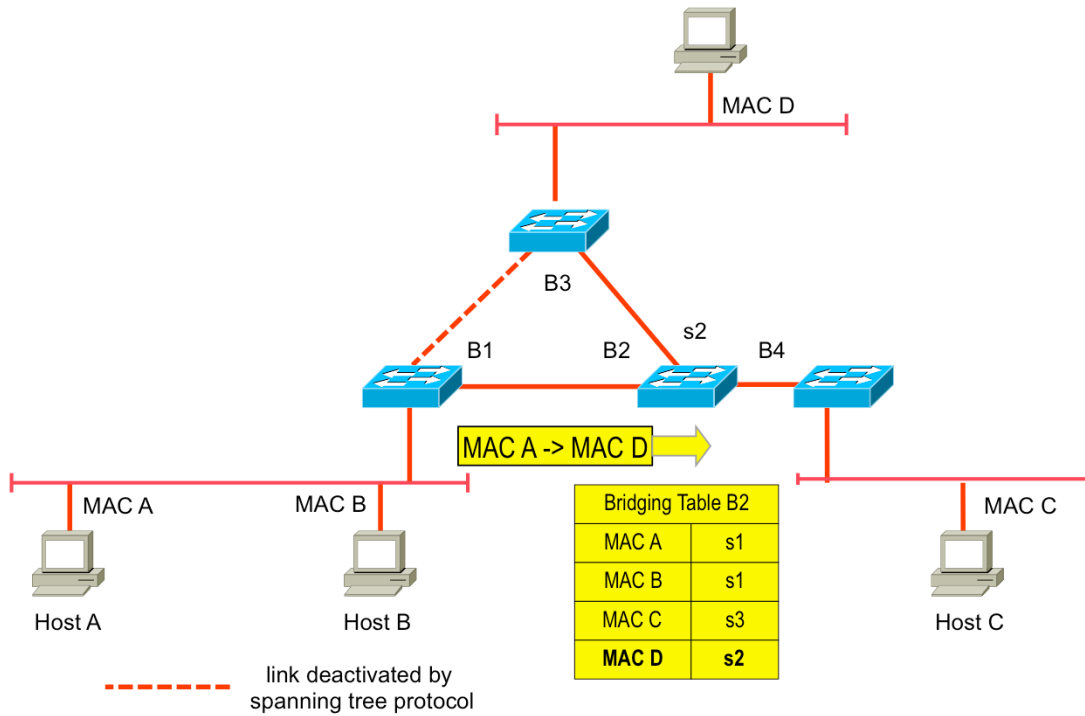 MAC D
B3
s2
B1
B2
B4
MAC A -> MAC D
MAC A
MAC B
MAC C
Bridging Table B2
MAC A s1
MAC B s1
MAC C s3
MAC D s2
Host A
Host B
Host C
link deactivated by
spanning tree protocol